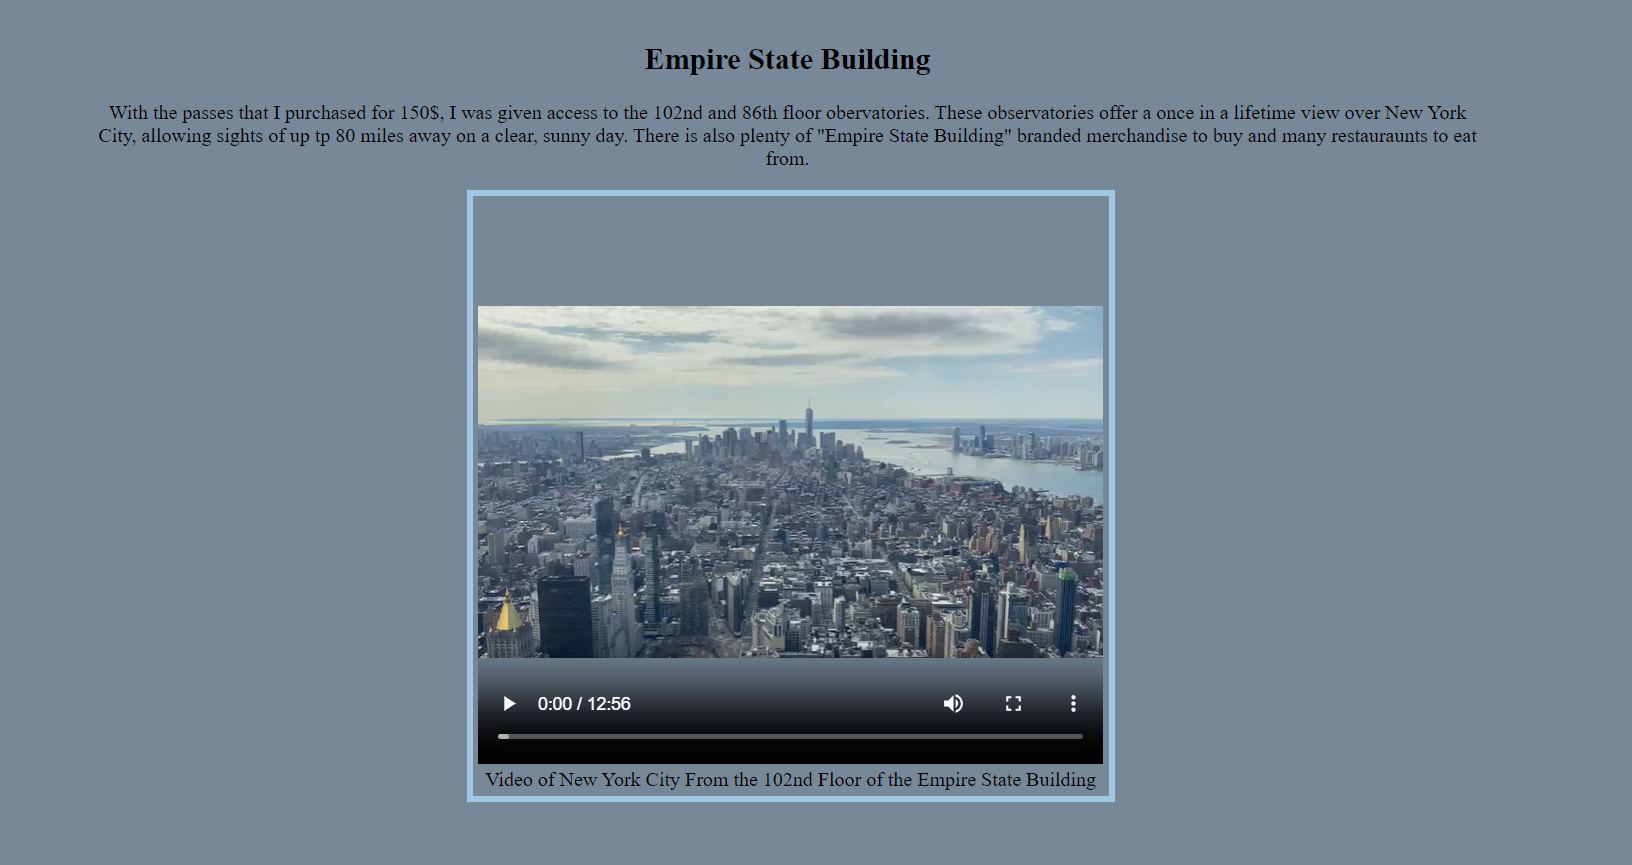 Empire State Building
With the passes that I purchased for 150$, I was given access to the 102nd and 86th floor obervatories. These observatories offer a once in a lifetime view over New York
City, allowing sights of up tp 80 miles away on a clear, sunny day. There is also plenty of "Empire State Building" branded merchandise to buy and many restauraunts to eat
from.
0:00 / 12:56
Video of New York City From the 102nd Floor of the Empire State Building